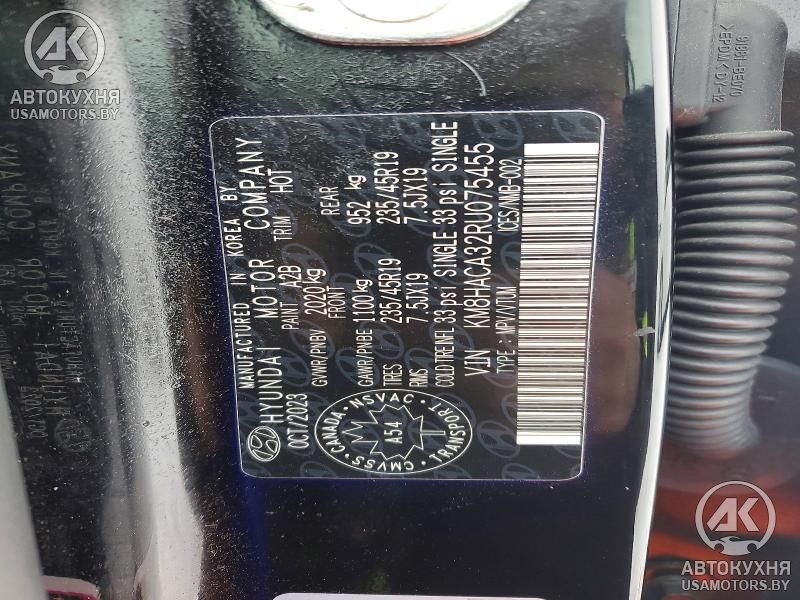 MANUFACTURED IN KOREA BY
HYUNDAI MOTOR COMPANY
OCT/2023 PAINT A2B TRIM HOT
GVWR/PNBV 2020 kg
FRONT REAR
GAWR/PNBE 1100 kg 952 kg
TIRES 235/45R19 235/45R19
RIMS 7.5JX19 7.5JX19
COLD TIRE INFL 33 psi SINGLE 33 psi SINGLE
VIN KM8HACA32RU075455
TYPE : MPV/VTUM ICES/NMB-002
CANADA · NSVAC · TRANSPORT · CMVSS
A54
AK
АВТОКУХНЯ
USAMOTORS.BY
AK
АВТОКУХНЯ
USAMOTORS.BY
>EPDM<